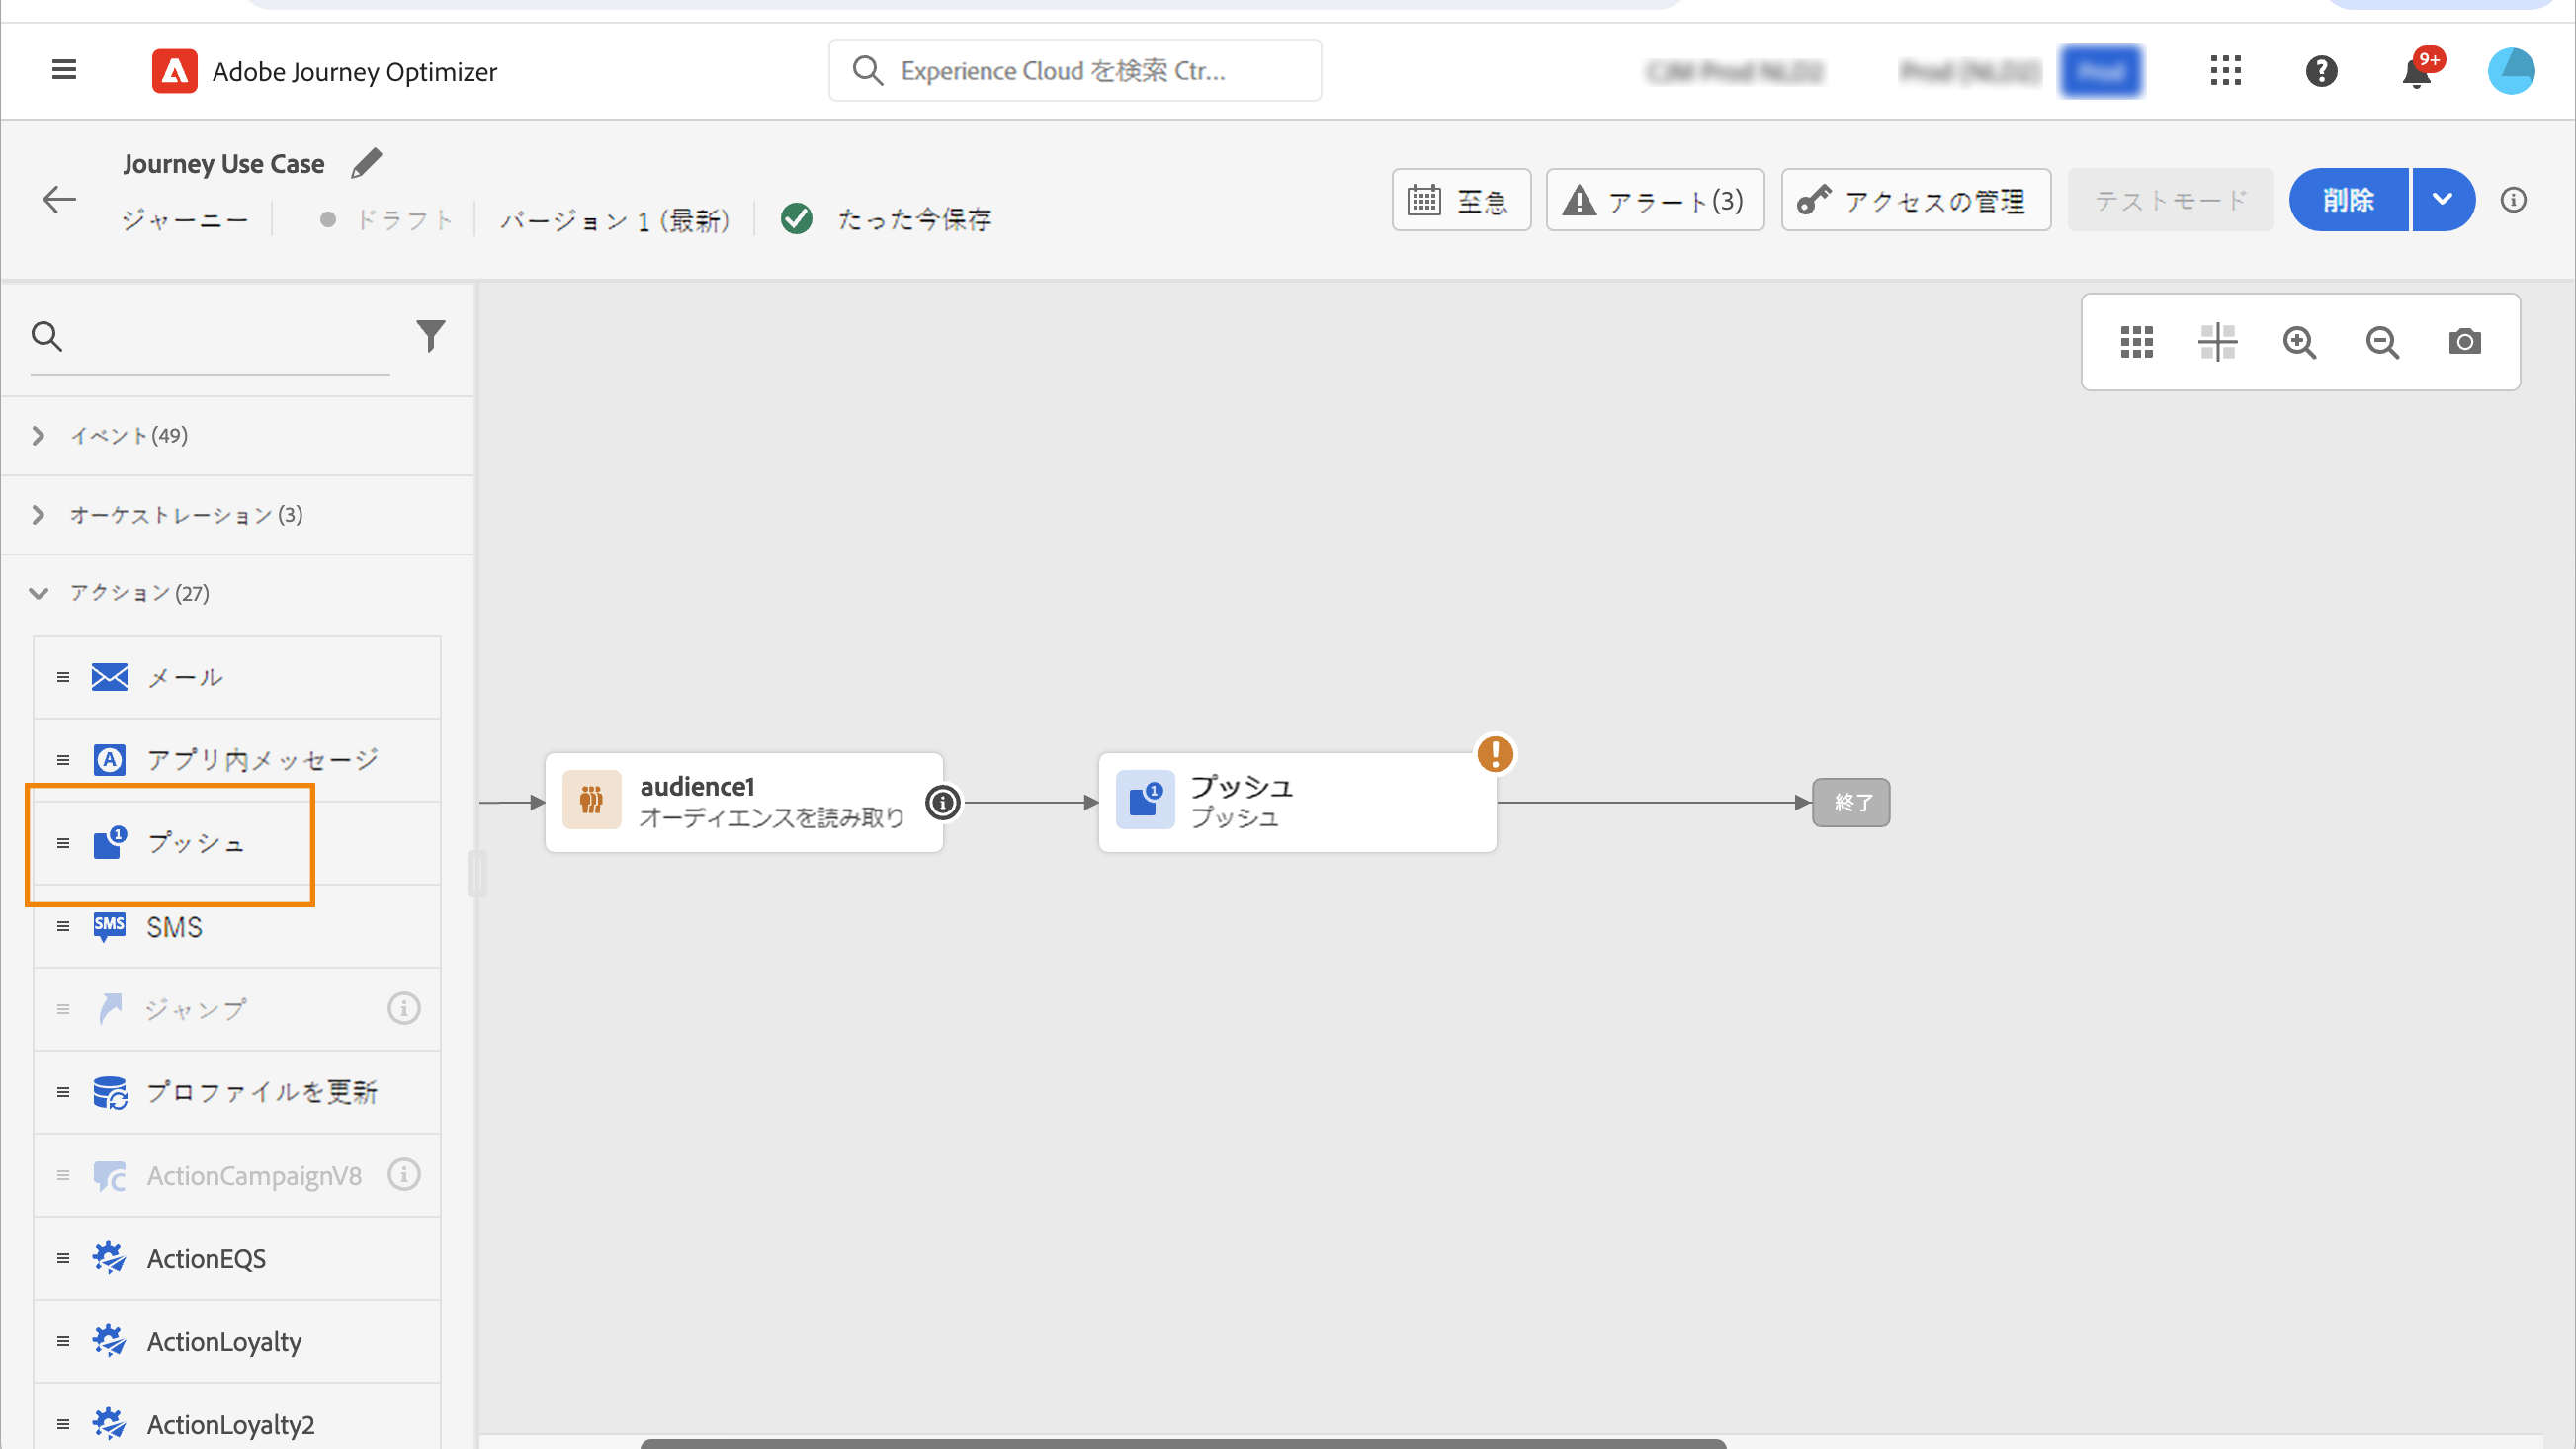 Adobe Journey Optimizer
Experience Cloud を検索 Ctr...
9+
Journey Use Case
ジャーニー
ドラフト
バージョン 1 (最新)
たった今保存
至急
アラート(3)
アクセスの管理
テストモード
削除
イベント(49)
オーケストレーション (3)
アクション (27)
メール
アプリ内メッセージ
プッシュ
SMS
SMS
ジャンプ
プロファイルを更新
ActionCampaignV8
ActionEQS
ActionLoyalty
ActionLoyalty2
audience1
オーディエンスを読み取り
プッシュ
プッシュ
終了